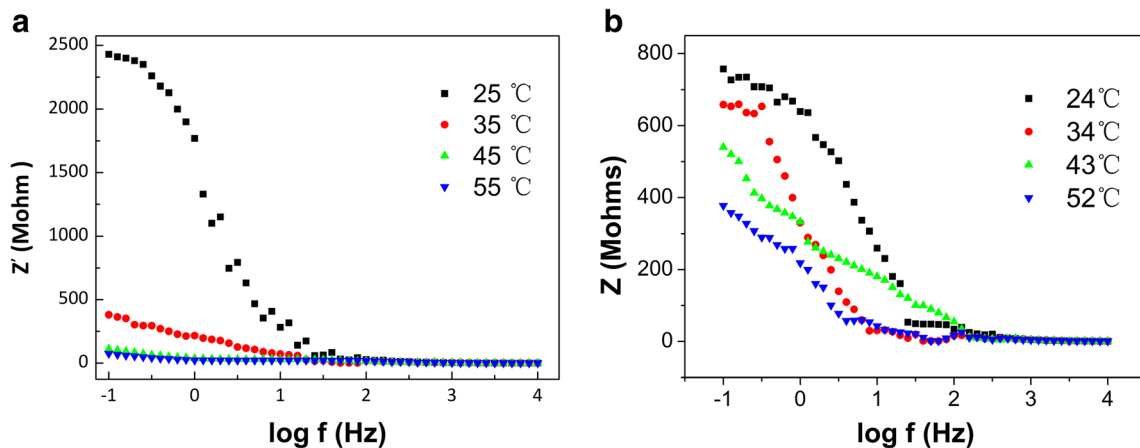 a
2500
2000
1500
1000
500
0
Z' (Mohm )
-1 0 1 2 3 4
log f (Hz)
25 ℃
35 ℃
45 ℃
55 ℃
b
800
600
400
200
0
Z (Mohms)
-1 0 1 2 3 4
log f (Hz)
24℃
34℃
43℃
52℃